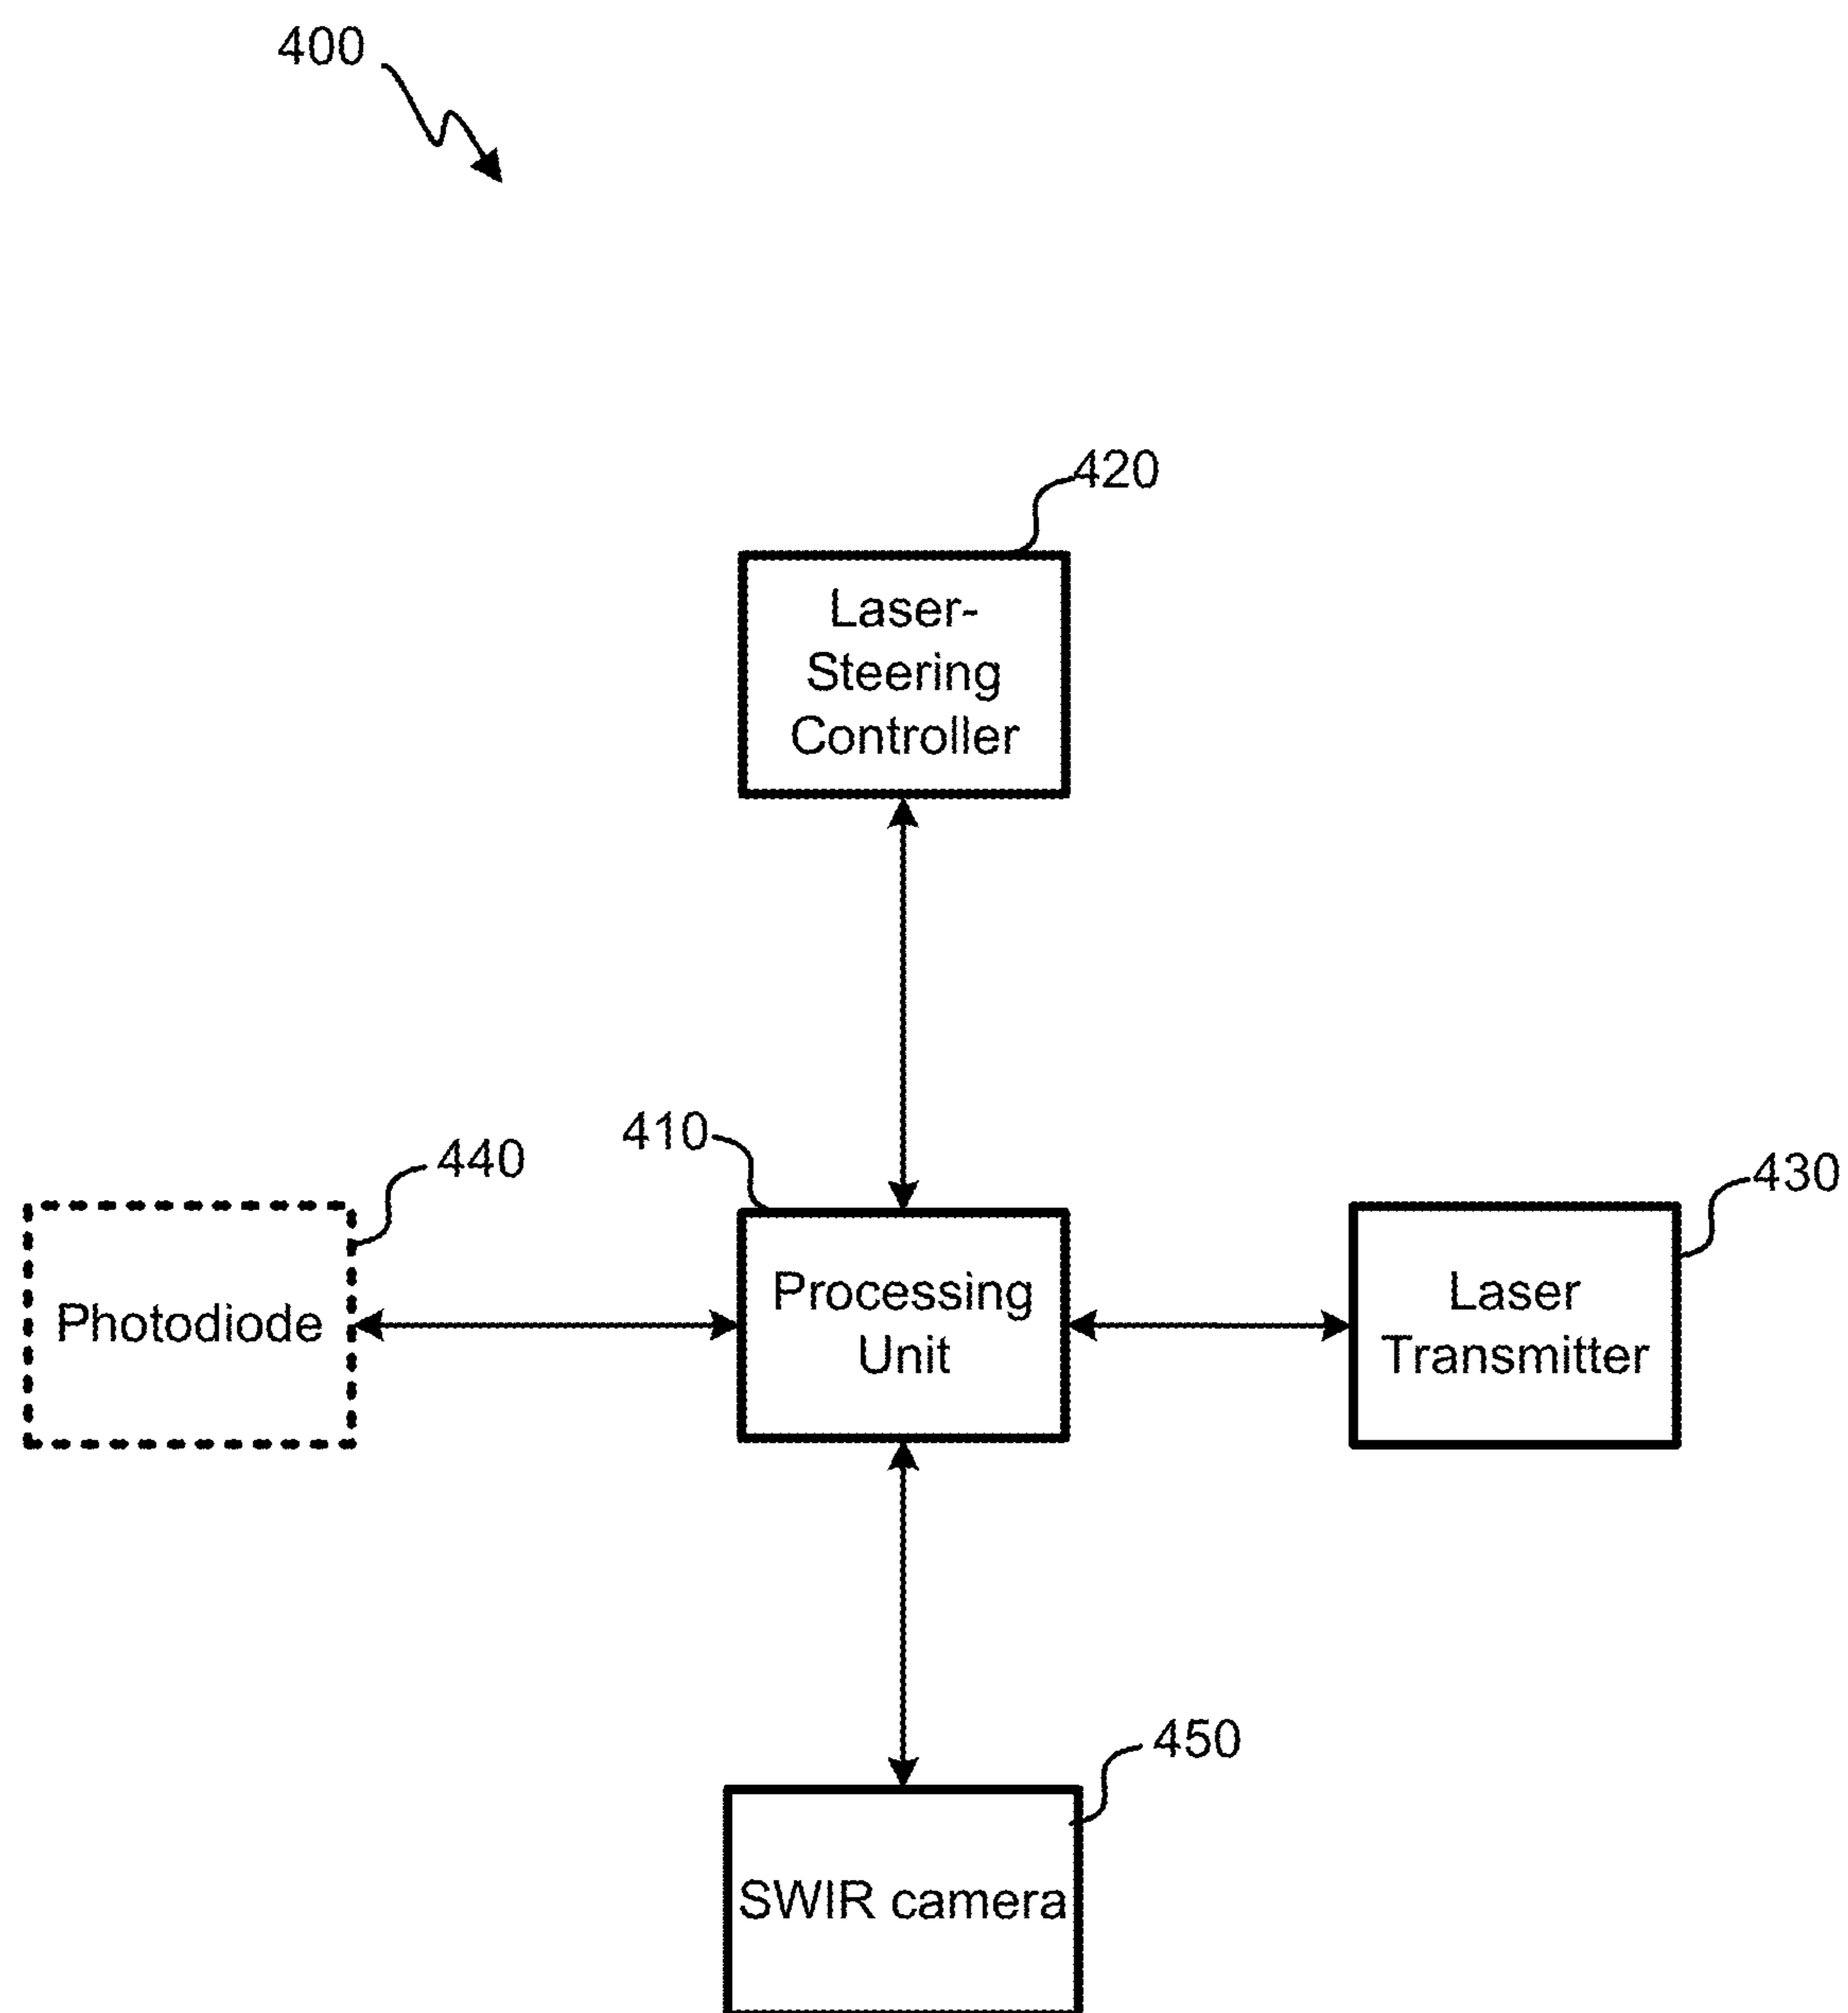 400
420
Laser-
Steering
Controller
410
440
430
Photodiode
Processing
Unit
Laser
Transmitter
450
SWIR camera